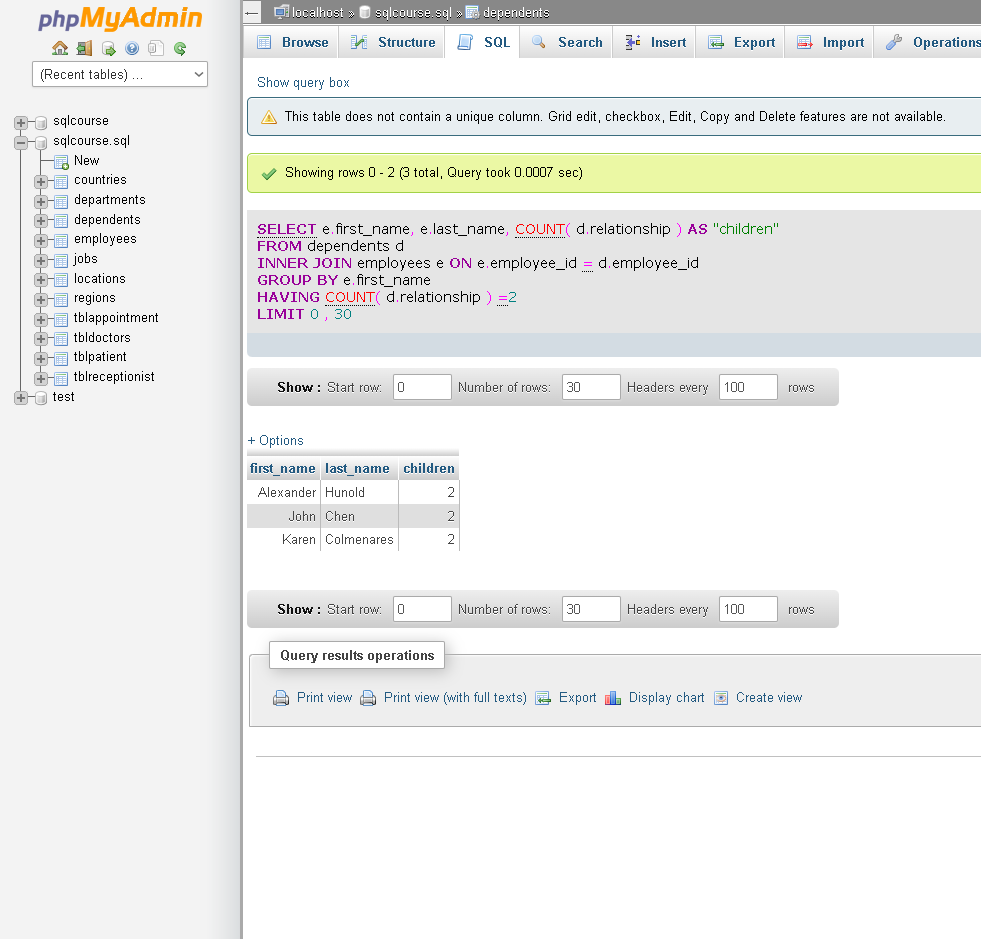 phpMyAdmin
(Recent tables) ...
sqlcourse
sqlcourse.sql
New
countries
departments
dependents
employees
jobs
locations
regions
tblappointment
tbldoctors
tblpatient
tblreceptionist
test
localhost » sqlcourse.sql » dependents
Browse Structure SQL Search Insert Export Import Operations
Show query box
This table does not contain a unique column. Grid edit, checkbox, Edit, Copy and Delete features are not available.
Showing rows 0 - 2 (3 total, Query took 0.0007 sec)
SELECT e.first_name, e.last_name, COUNT( d.relationship ) AS "children"
FROM dependents d
INNER JOIN employees e ON e.employee_id = d.employee_id
GROUP BY e.first_name
HAVING COUNT( d.relationship ) =2
LIMIT 0 , 30
Show : Start row: 0 Number of rows: 30 Headers every 100 rows
+ Options
first_name last_name children
Alexander Hunold 2
John Chen 2
Karen Colmenares 2
Show : Start row: 0 Number of rows: 30 Headers every 100 rows
Query results operations
Print view Print view (with full texts) Export Display chart Create view